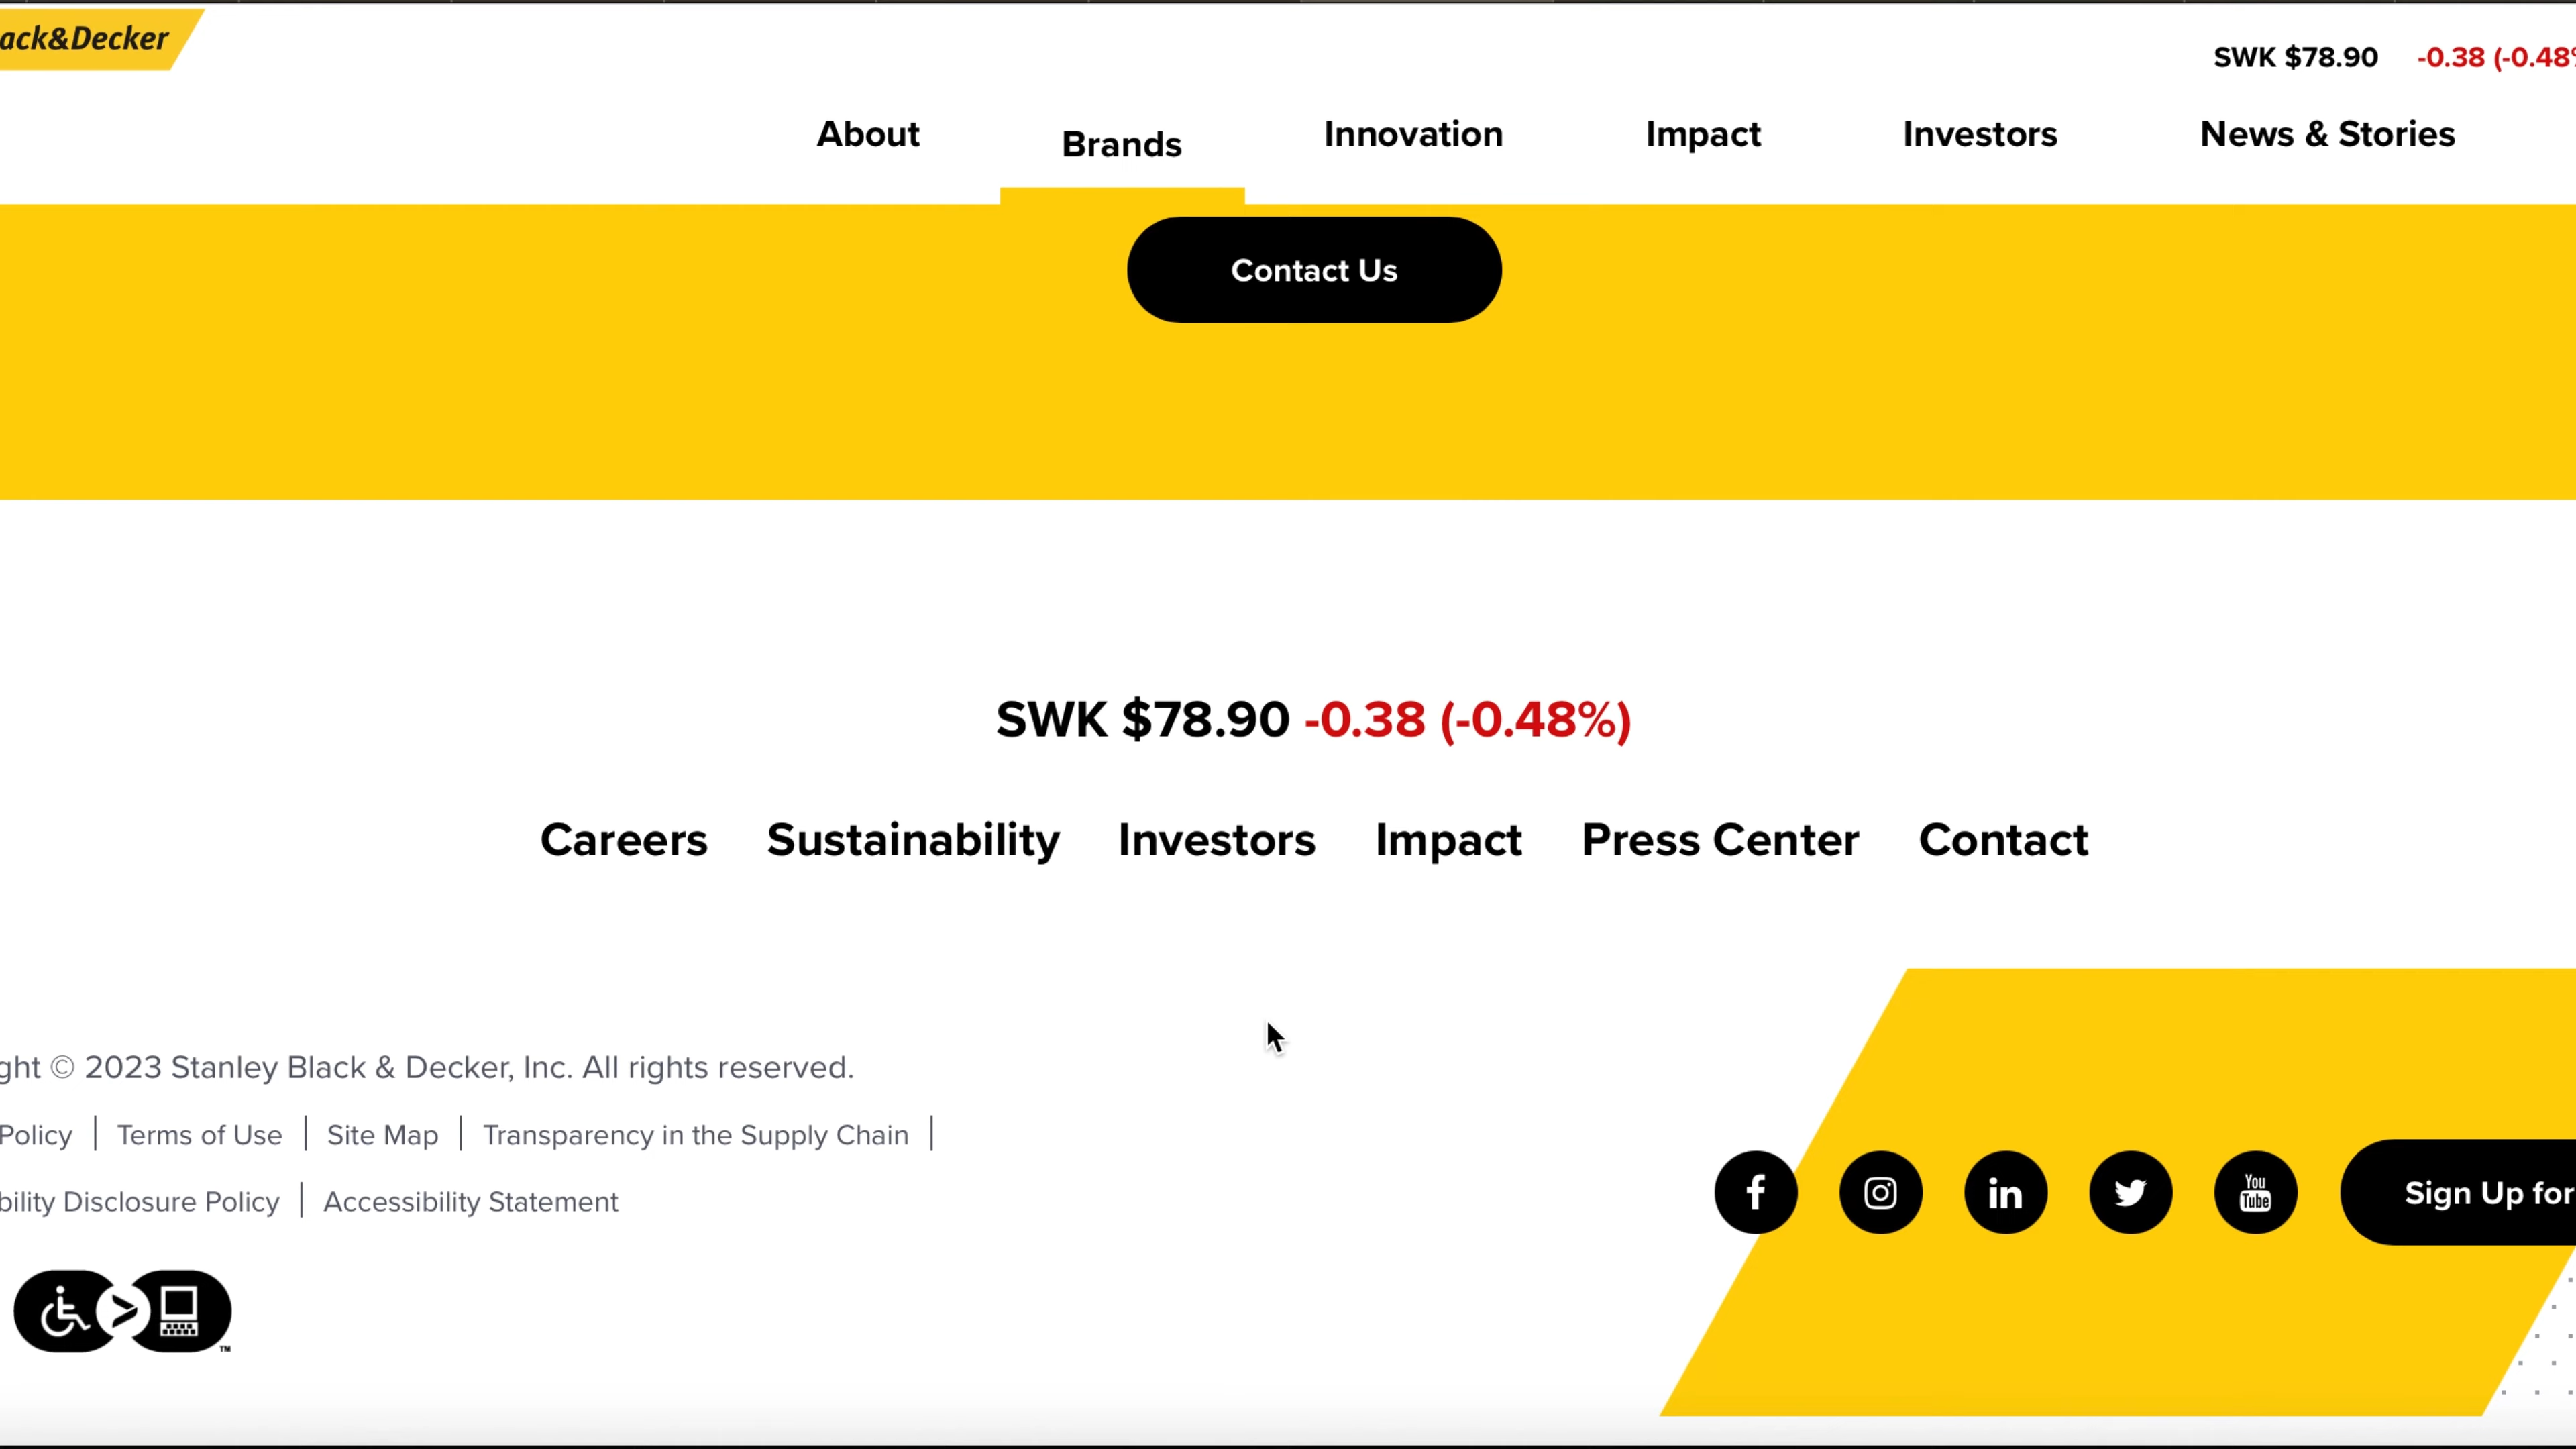 ack&Decker
SWK $78.90 -0.38 (-0.48%
About Brands Innovation Impact Investors News & Stories
Contact Us
SWK $78.90 -0.38 (-0.48%)
Careers Sustainability Investors Impact Press Center Contact
ght © 2023 Stanley Black & Decker, Inc. All rights reserved.
Policy | Terms of Use | Site Map | Transparency in the Supply Chain |
bility Disclosure Policy | Accessibility Statement
You
Tube
Sign Up for
TM